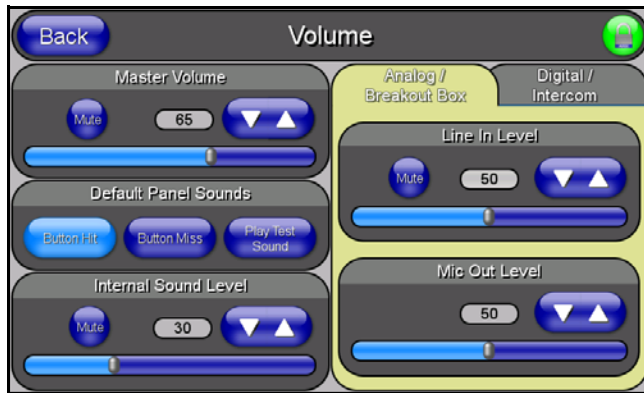 Back
Volume
Master Volume
Mute
65
Default Panel Sounds
Button Hit
Button Miss
Play Test
Sound
Internal Sound Level
Mute
30
Analog /
Breakout Box
Digital /
Intercom
Line In Level
Mute
50
Mic Out Level
50